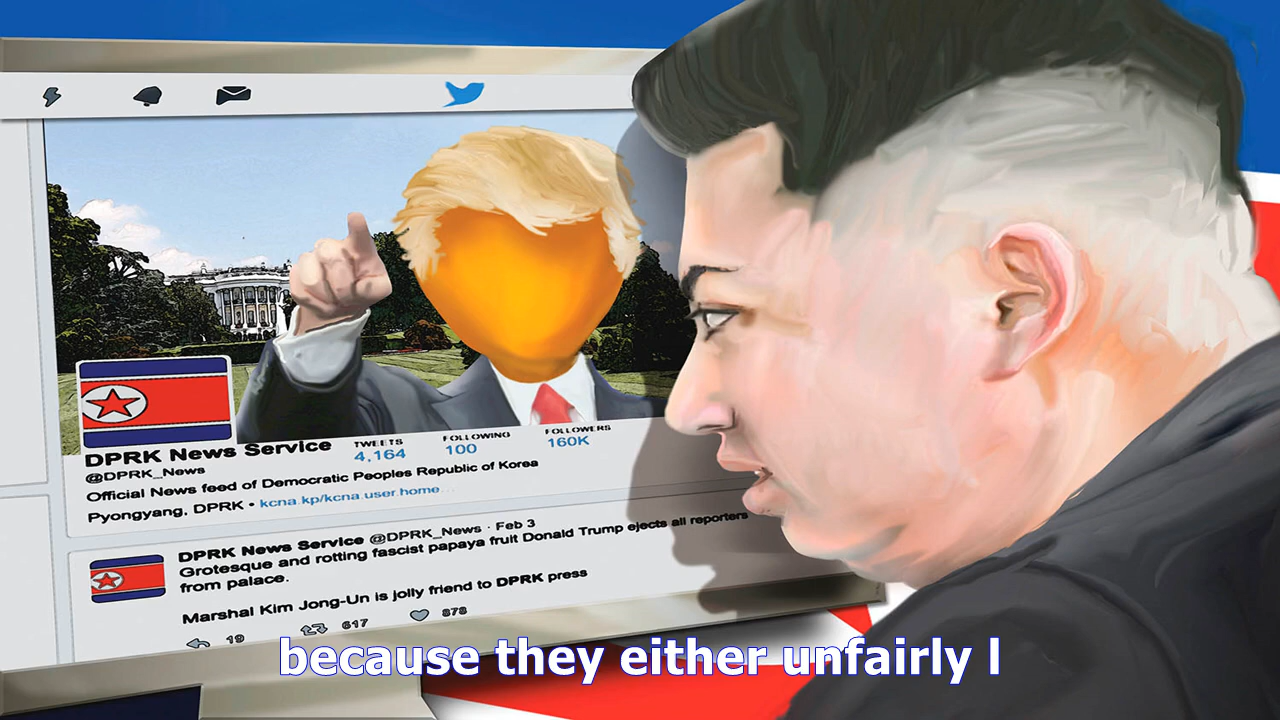 DPRK News Service
@DPRK_News
TWEETS FOLLOWING FOLLOWERS
4,164 100 160K
Official News feed of Democratic Peoples Republic of Korea
Pyongyang, DPRK • kcna.kp/kcna.user.home...
DPRK News Service @DPRK_News · Feb 3
Grotesque and rotting fascist papaya fruit Donald Trump ejects all reporters
from palace.
Marshal Kim Jong-Un is jolly friend to DPRK press
19 617 878
because they either unfairly l